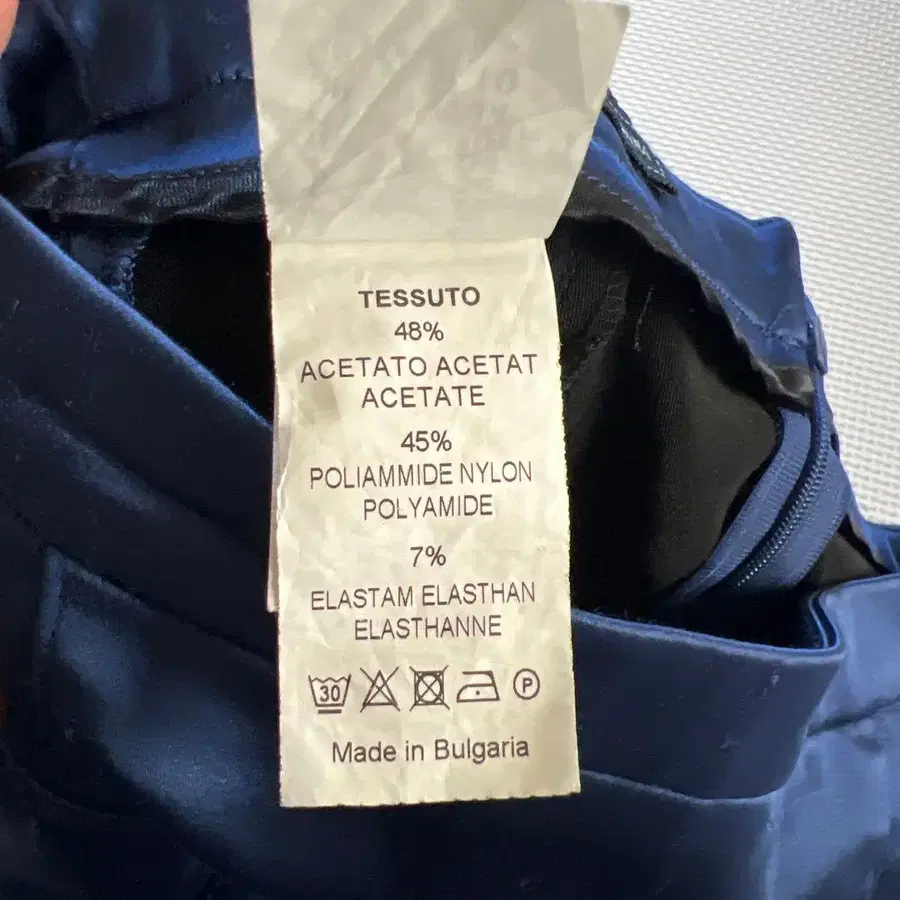 TESSUTO
48%
ACETATO ACETAT
ACETATE
45%
POLIAMMIDE NYLON
POLYAMIDE
7%
ELASTAM ELASTHAN
ELASTHANNE
30 P
Made in Bulgaria